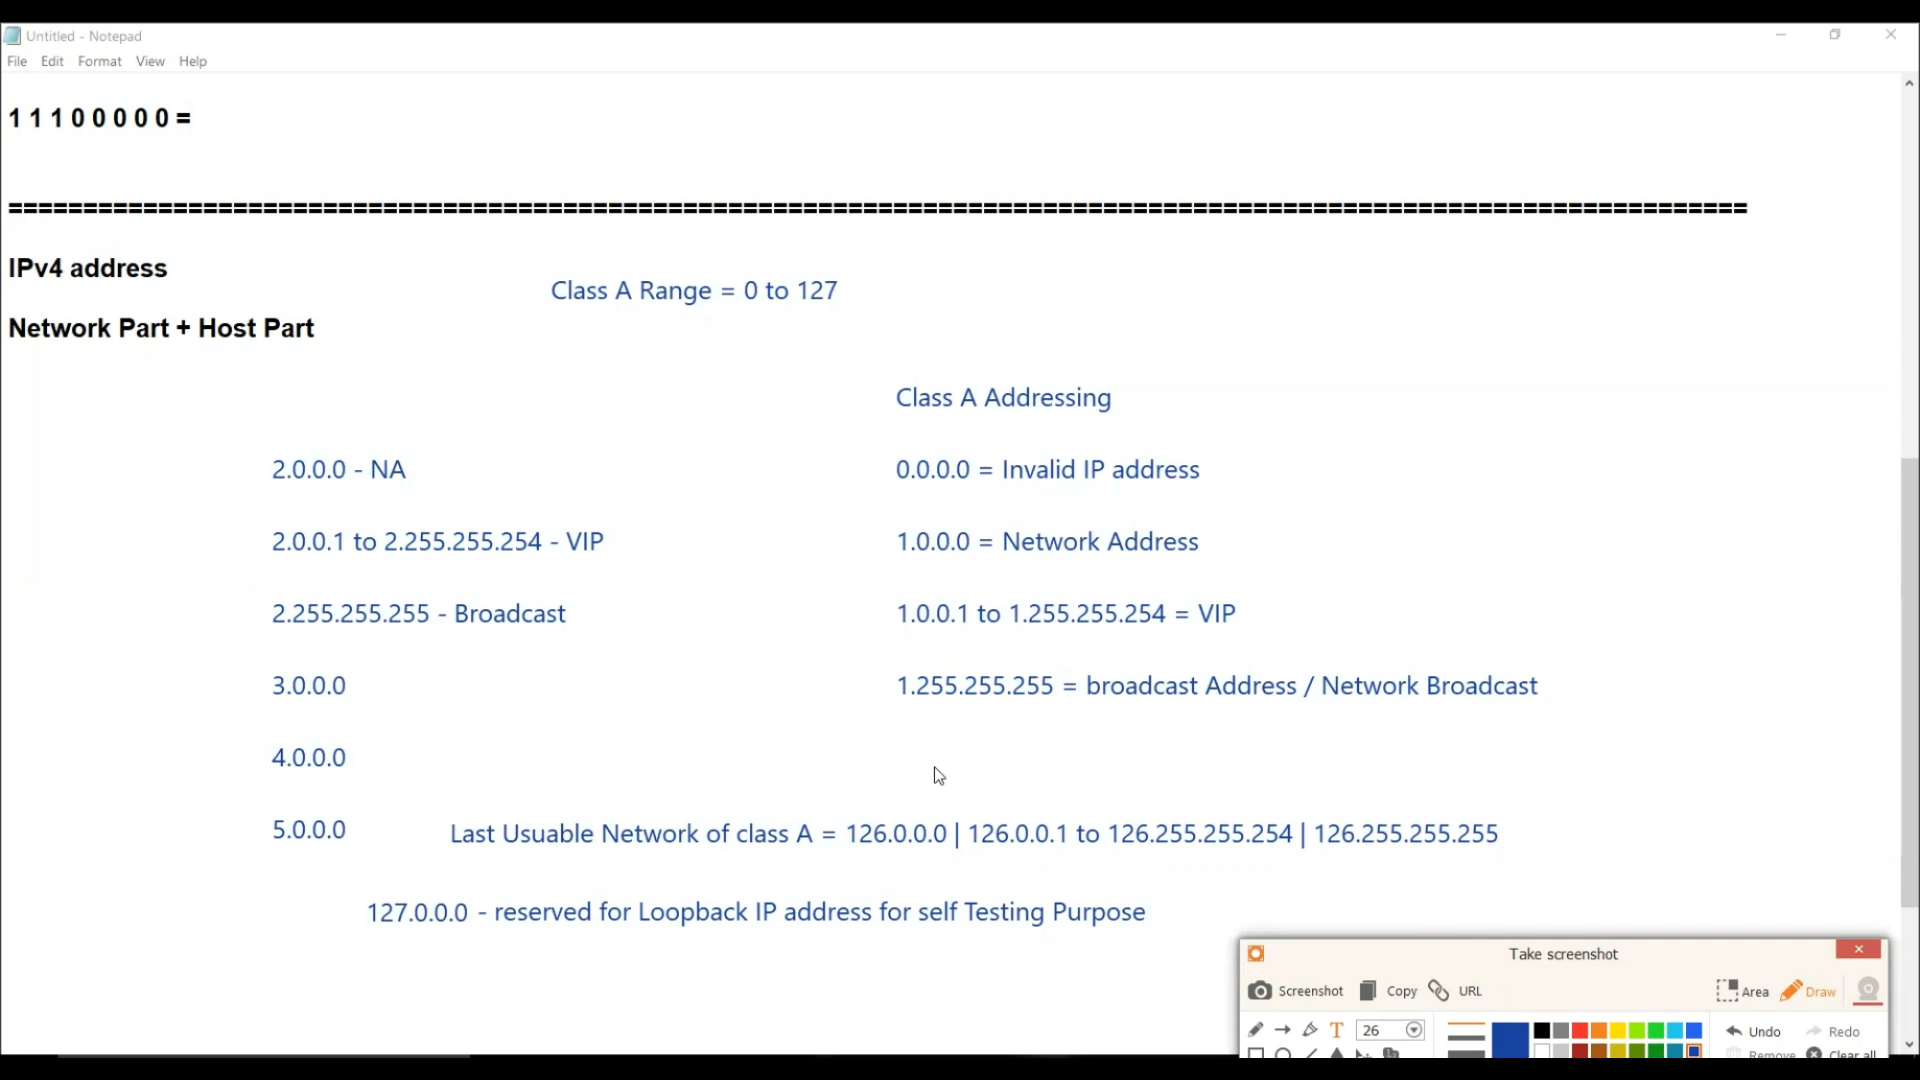 Untitled - Notepad
File Edit Format View Help
1 1 1 0 0 0 0 0 =
====================================================================================================================
IPv4 address
Class A Range = 0 to 127
Network Part + Host Part
Class A Addressing
2.0.0.0 - NA
0.0.0.0 = Invalid IP address
2.0.0.1 to 2.255.255.254 - VIP
1.0.0.0 = Network Address
2.255.255.255 - Broadcast
1.0.0.1 to 1.255.255.254 = VIP
3.0.0.0
1.255.255.255 = broadcast Address / Network Broadcast
4.0.0.0
5.0.0.0
Last Usuable Network of class A = 126.0.0.0 | 126.0.0.1 to 126.255.255.254 | 126.255.255.255
127.0.0.0 - reserved for Loopback IP address for self Testing Purpose
Take screenshot
Screenshot Copy URL Area Draw
T 26 Undo Redo
Remove Clear all